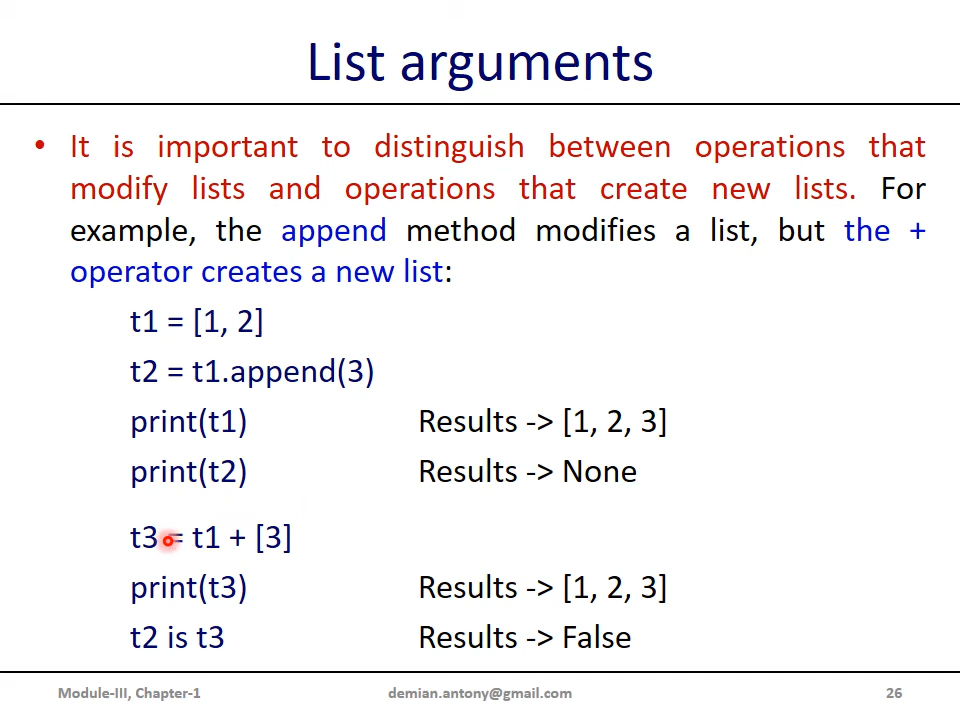 List arguments
• It is important to distinguish between operations that
modify lists and operations that create new lists. For
example, the append method modifies a list, but the +
operator creates a new list:
t1 = [1, 2]
t2 = t1.append(3)
print(t1) Results -> [1, 2, 3]
print(t2) Results -> None
t3 = t1 + [3]
print(t3) Results -> [1, 2, 3]
t2 is t3 Results -> False
Module-III, Chapter-1 demian.antony@gmail.com 26